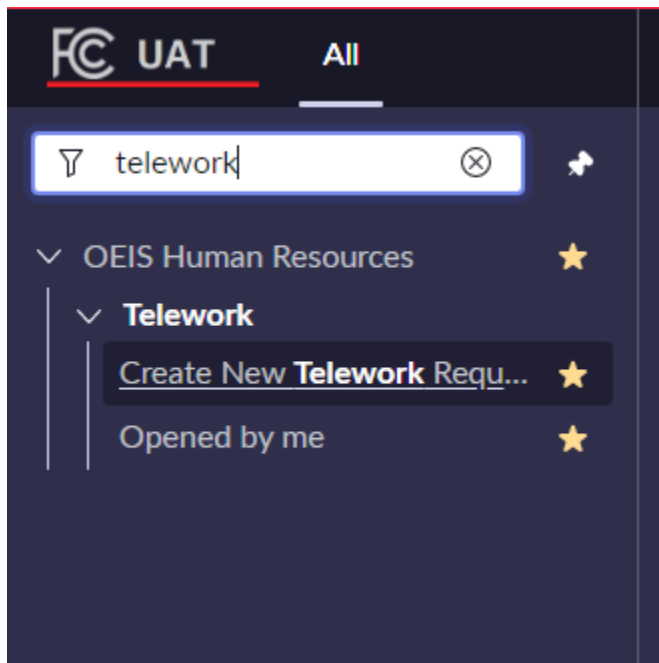 FCC UAT All
telework
OEIS Human Resources
Telework
Create New Telework Requ...
Opened by me